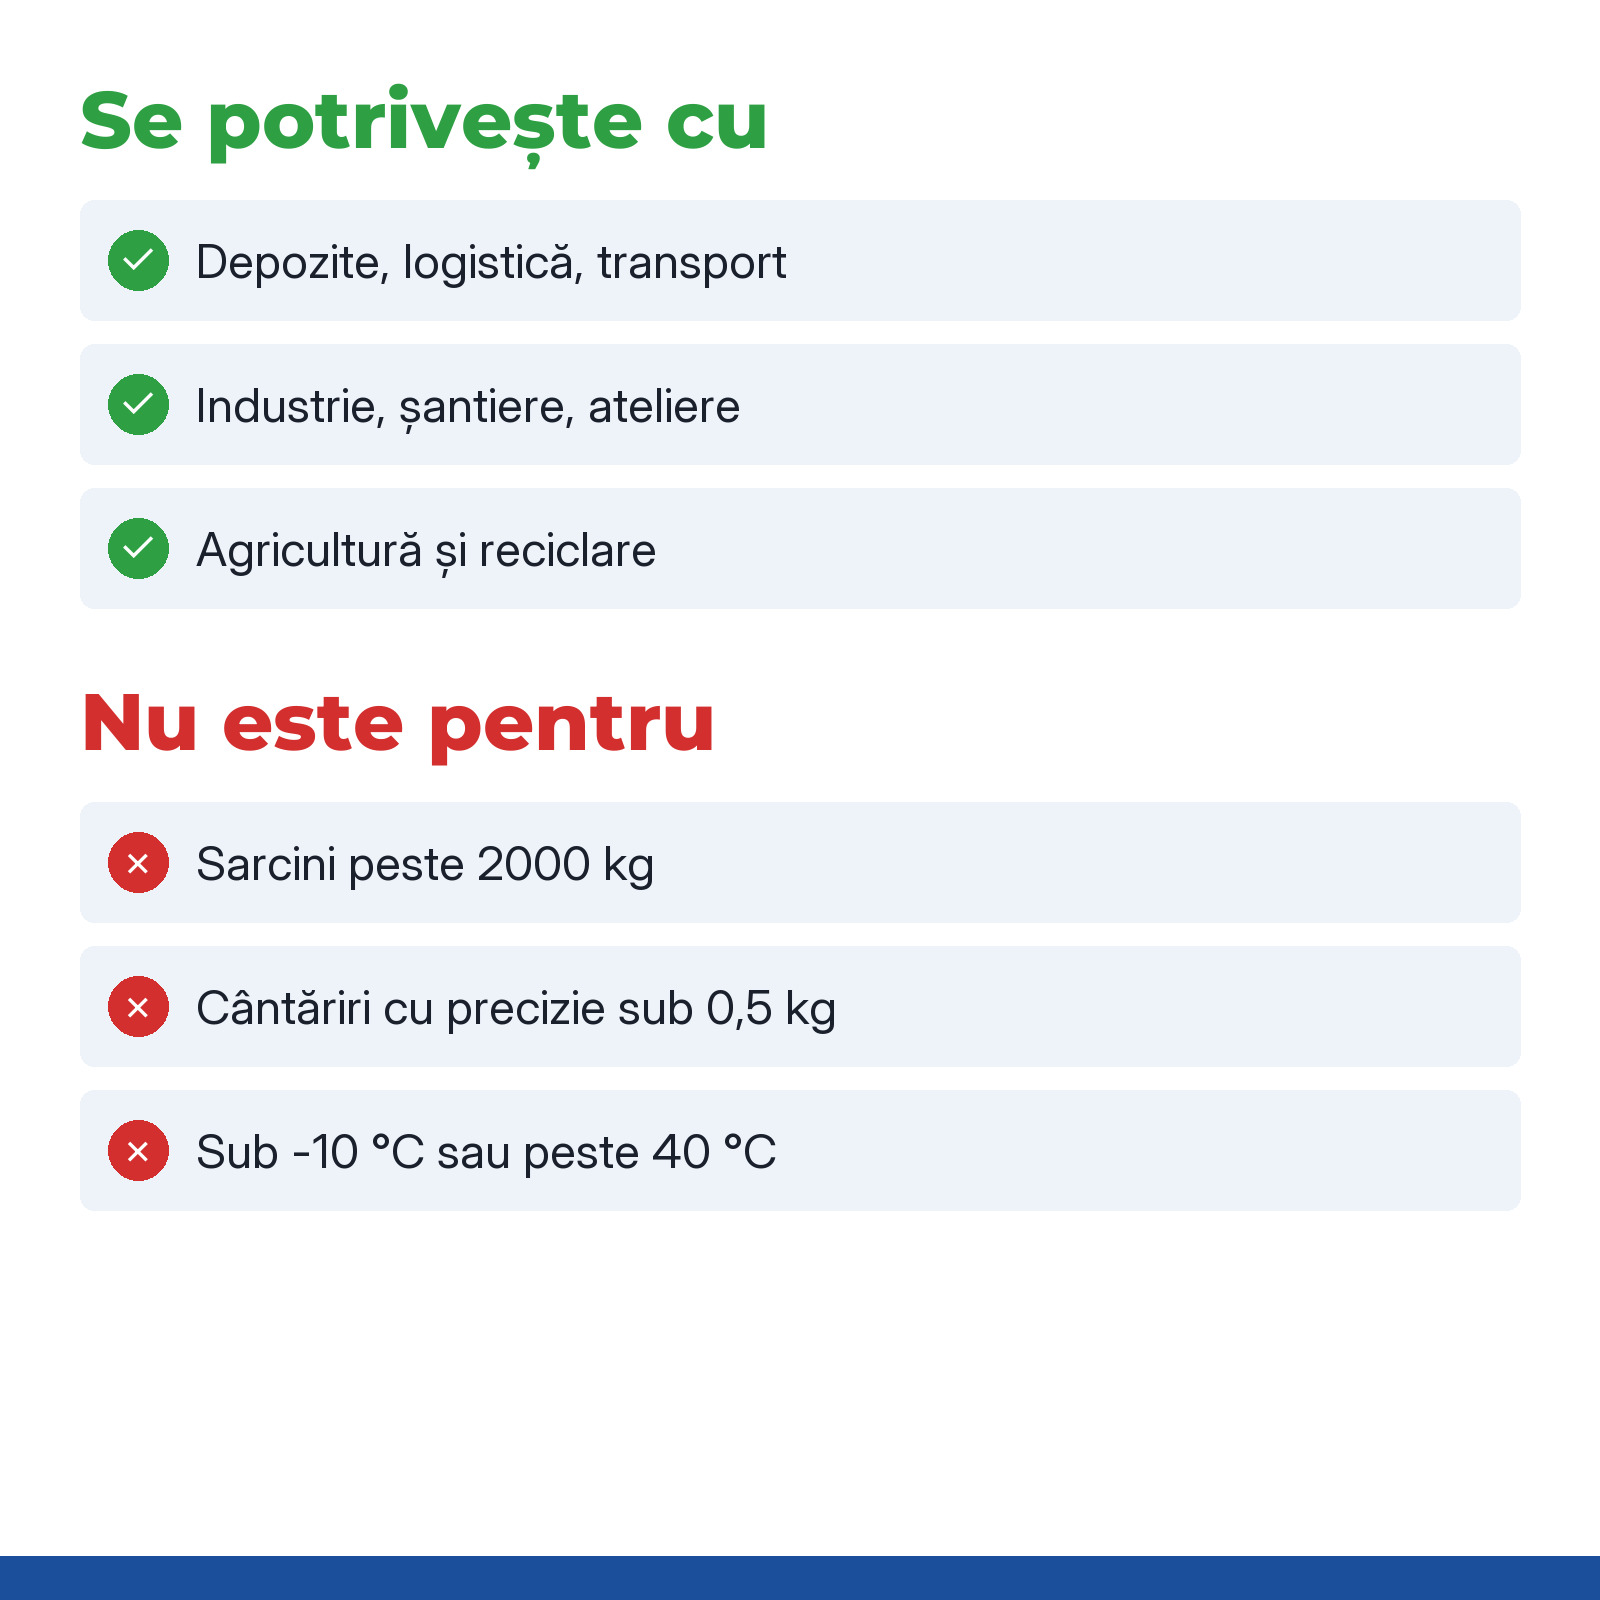 Se potrivește cu
Depozite, logistică, transport
Industrie, șantiere, ateliere
Agricultură și reciclare
Nu este pentru
Sarcini peste 2000 kg
Cântăriri cu precizie sub 0,5 kg
Sub -10 °C sau peste 40 °C